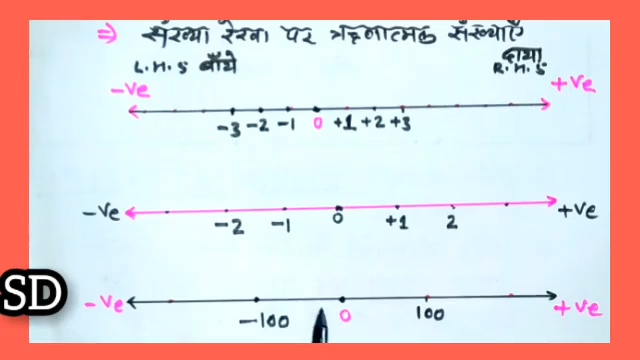 ⇒ संख्या रेखा पर ऋणात्मक संख्याएँ
L.H.S बाँये दायाँ R.H.S
-ve +ve
-3 -2 -1 0 +1 +2 +3
-ve +ve
-2 -1 0 +1 2
SD
-ve +ve
-100 0 100